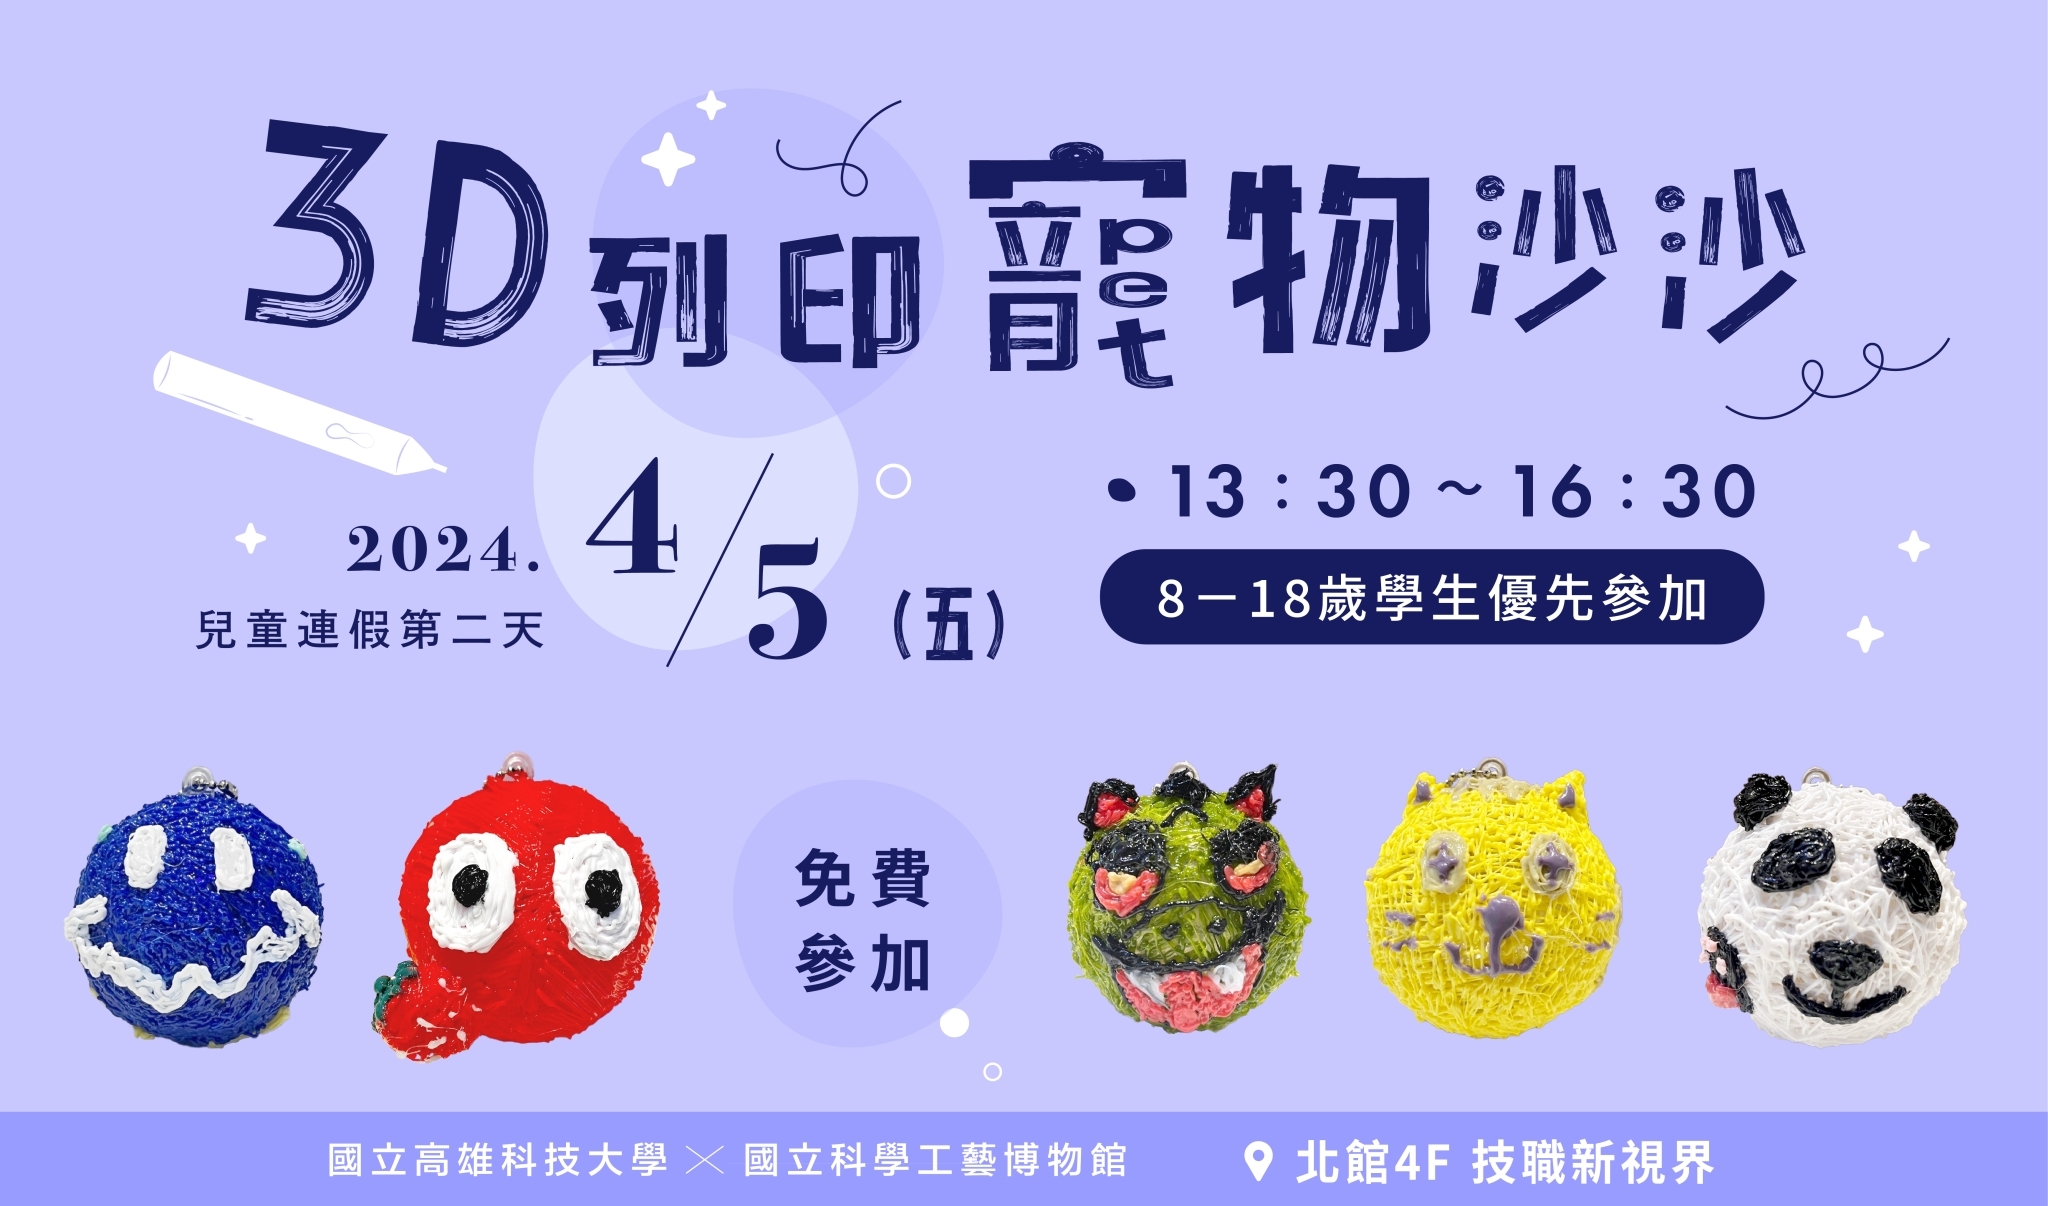 3D列印寵物沙沙
pet
2024.
4/5
(五)
兒童連假第二天
13：30～16：30
8－18歲學生優先參加
免費
參加
國立高雄科技大學×國立科學工藝博物館
北館4F 技職新視界